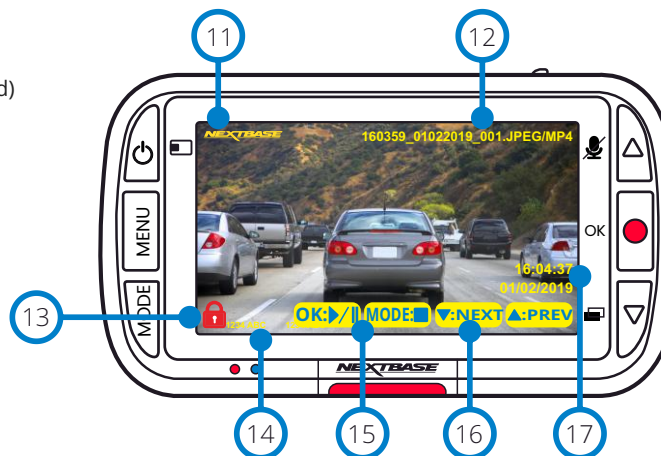 11
12
d)
NEXTBASE
160359_01022019_001.JPEG/MP4
MENU
OK
16:04:37
01/02/2019
MODE
13
OK:▶/II
MODE:■
▼:NEXT
▲:PREV
NEXTBASE
14
15
16
17